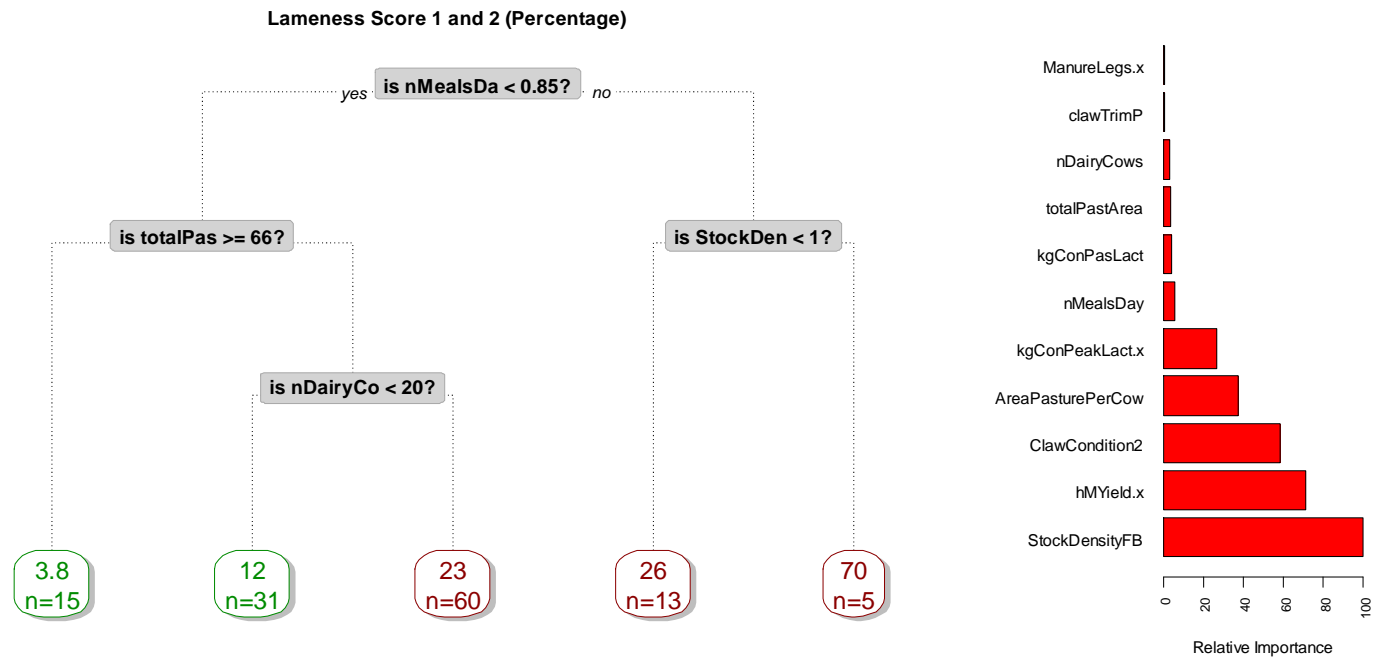 Lameness Score 1 and 2 (Percentage)
is nMealsDa < 0.85?
yes
no
is totalPas >= 66?
is StockDen < 1?
is nDairyCo < 20?
3.8
n=15
12
n=31
23
n=60
26
n=13
70
n=5
ManureLegs.x
clawTrimP
nDairyCows
totalPastArea
kgConPasLact
nMealsDay
kgConPeakLact.x
AreaPasturePerCow
ClawCondition2
hMYield.x
StockDensityFB
0
20
40
60
80
100
Relative Importance